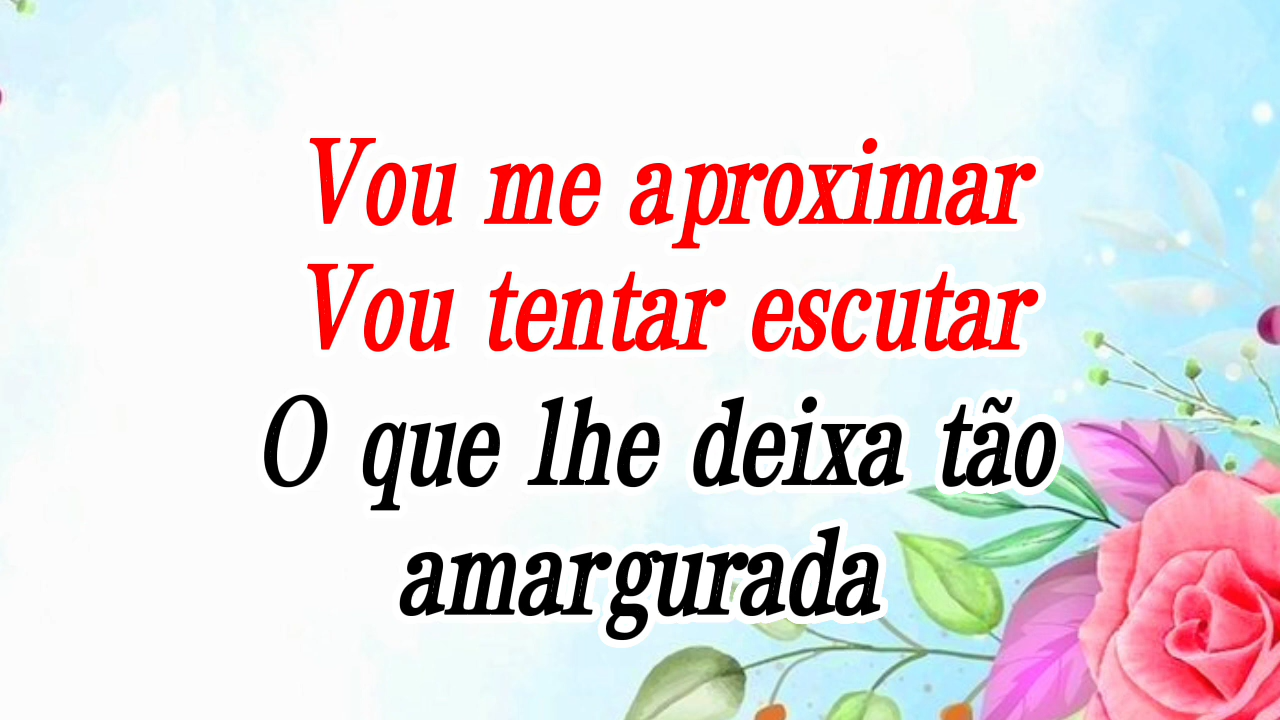 Vou me aproximar
Vou tentar escutar
O que lhe deixa tão
amargurada